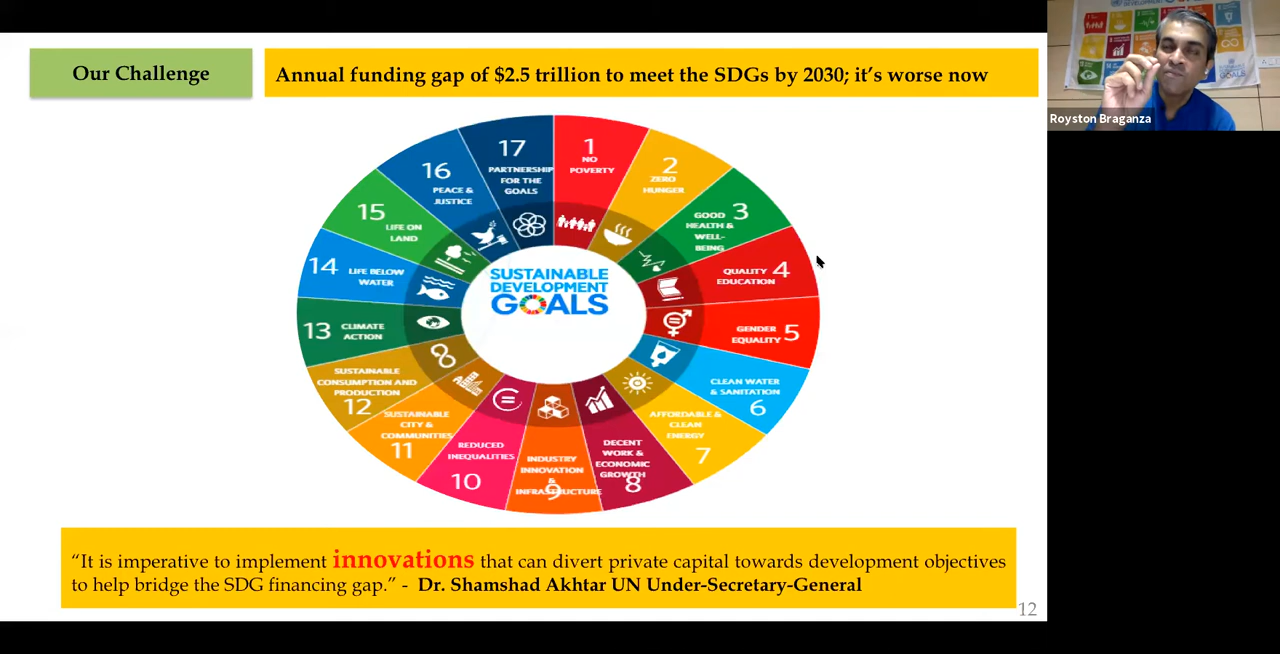 Our Challenge
Annual funding gap of $2.5 trillion to meet the SDGs by 2030; it's worse now
Royston Braganza
GOALS
SUSTAINABLE
DEVELOPMENT
GOALS
1
NO
POVERTY
2
ZERO
HUNGER
3
GOOD
HEALTH &
WELL-
BEING
4
QUALITY
EDUCATION
5
GENDER
EQUALITY
6
CLEAN WATER
& SANITATION
7
AFFORDABLE &
CLEAN
ENERGY
8
DECENT
WORK &
ECONOMIC
GROWTH
9
INDUSTRY
INNOVATION
&
INFRASTRUCTURE
10
REDUCED
INEQUALITIES
11
SUSTAINABLE
CITY &
COMMUNITIES
12
SUSTAINABLE
CONSUMPTION AND
PRODUCTION
13
CLIMATE
ACTION
14
LIFE BELOW
WATER
15
LIFE ON
LAND
16
PEACE &
JUSTICE
17
PARTNERSHIP
FOR THE
GOALS
“It is imperative to implement innovations that can divert private capital towards development objectives
to help bridge the SDG financing gap.” - Dr. Shamshad Akhtar UN Under-Secretary-General
12